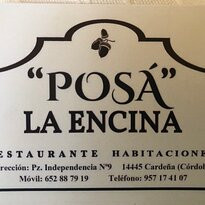 "POSÁ"
LA ENCINA
ESTAURANTE HABITACIONE
irección: Pz. Independencia Nº9 14445 Cardeña (Córdo
Móvil: 652 88 79 19 Teléfono: 957 17 41 07